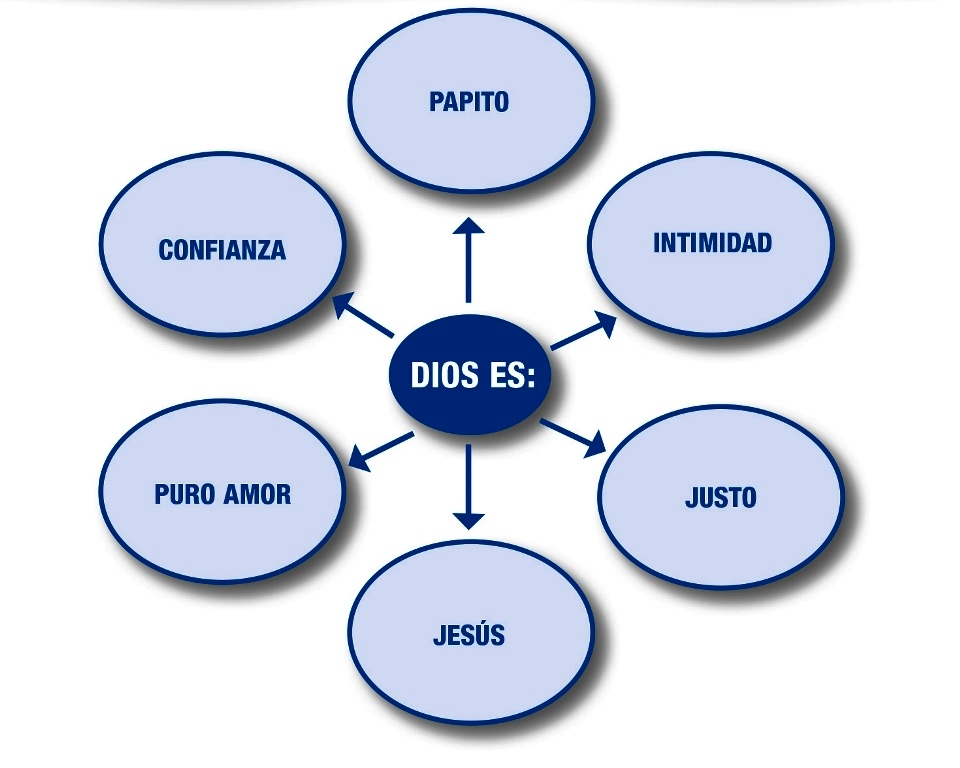 PAPITO
CONFIANZA
INTIMIDAD
DIOS ES:
PURO AMOR
JUSTO
JESÚS